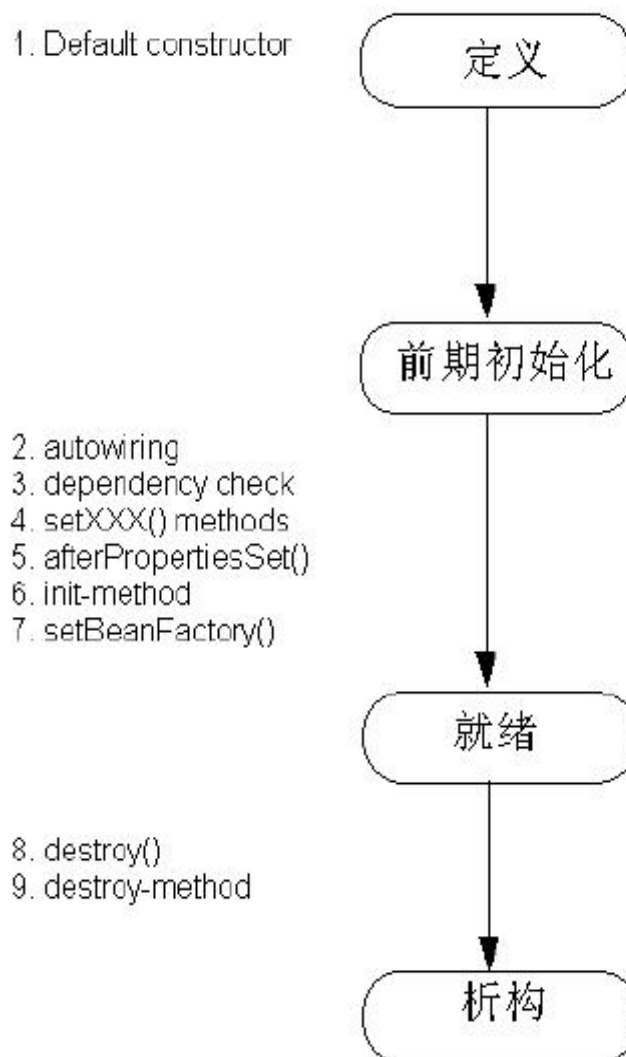 1. Default constructor
定义
前期初始化
2. autowiring
3. dependency check
4. setXXX() methods
5. afterPropertiesSet()
6. init-method
7. setBeanFactory()
就绪
8. destroy()
9. destroy-method
析构